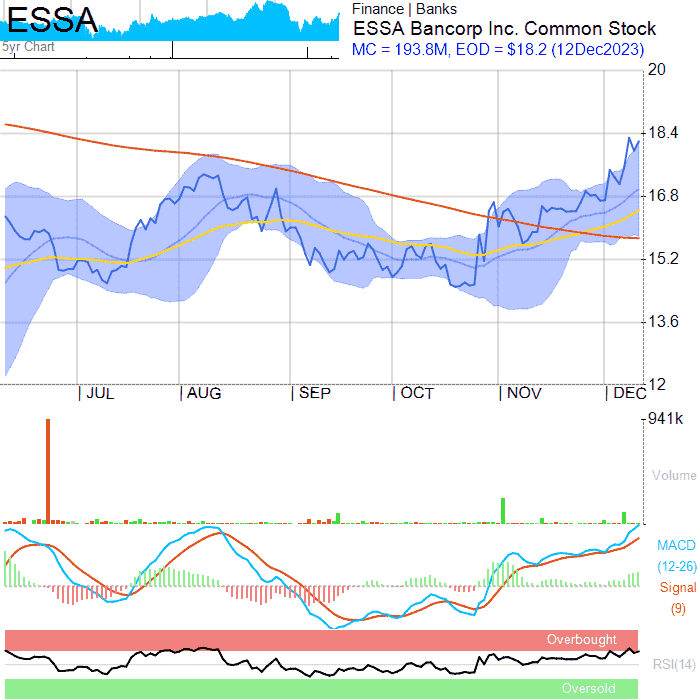 ESSA
5yr Chart
Finance | Banks
ESSA Bancorp Inc. Common Stock
MC = 193.8M, EOD = $18.2 (12Dec2023)
20
18.4
16.8
15.2
13.6
12
| JUL | AUG | SEP | OCT | NOV | DEC
941k
Volume
MACD
(12-26)
Signal
(9)
Overbought
RSI(14)
Oversold